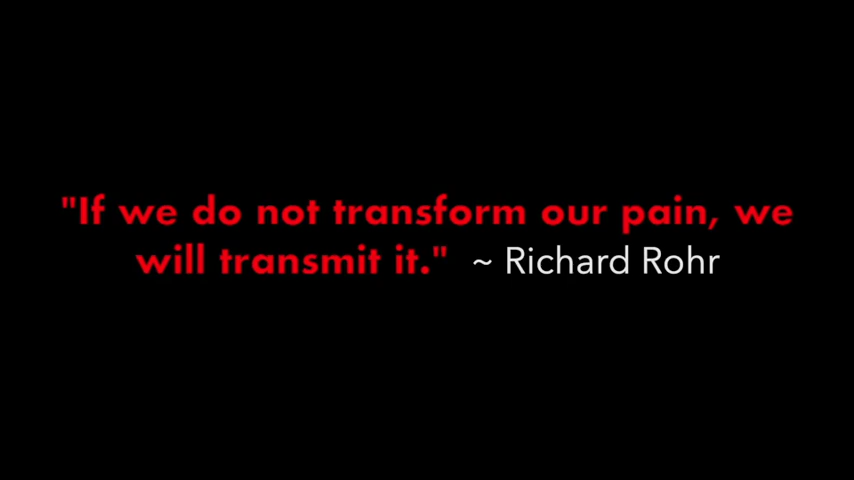 "If we do not transform our pain, we
will transmit it." ~ Richard Rohr